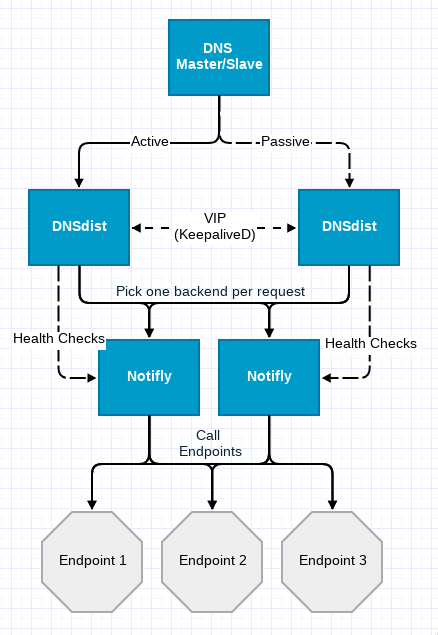 DNS
Master/Slave
Active
Passive
DNSdist
VIP
(KeepaliveD)
DNSdist
Pick one backend per request
Health Checks
Health Checks
Notifly
Notifly
Call
Endpoints
Endpoint 1
Endpoint 2
Endpoint 3